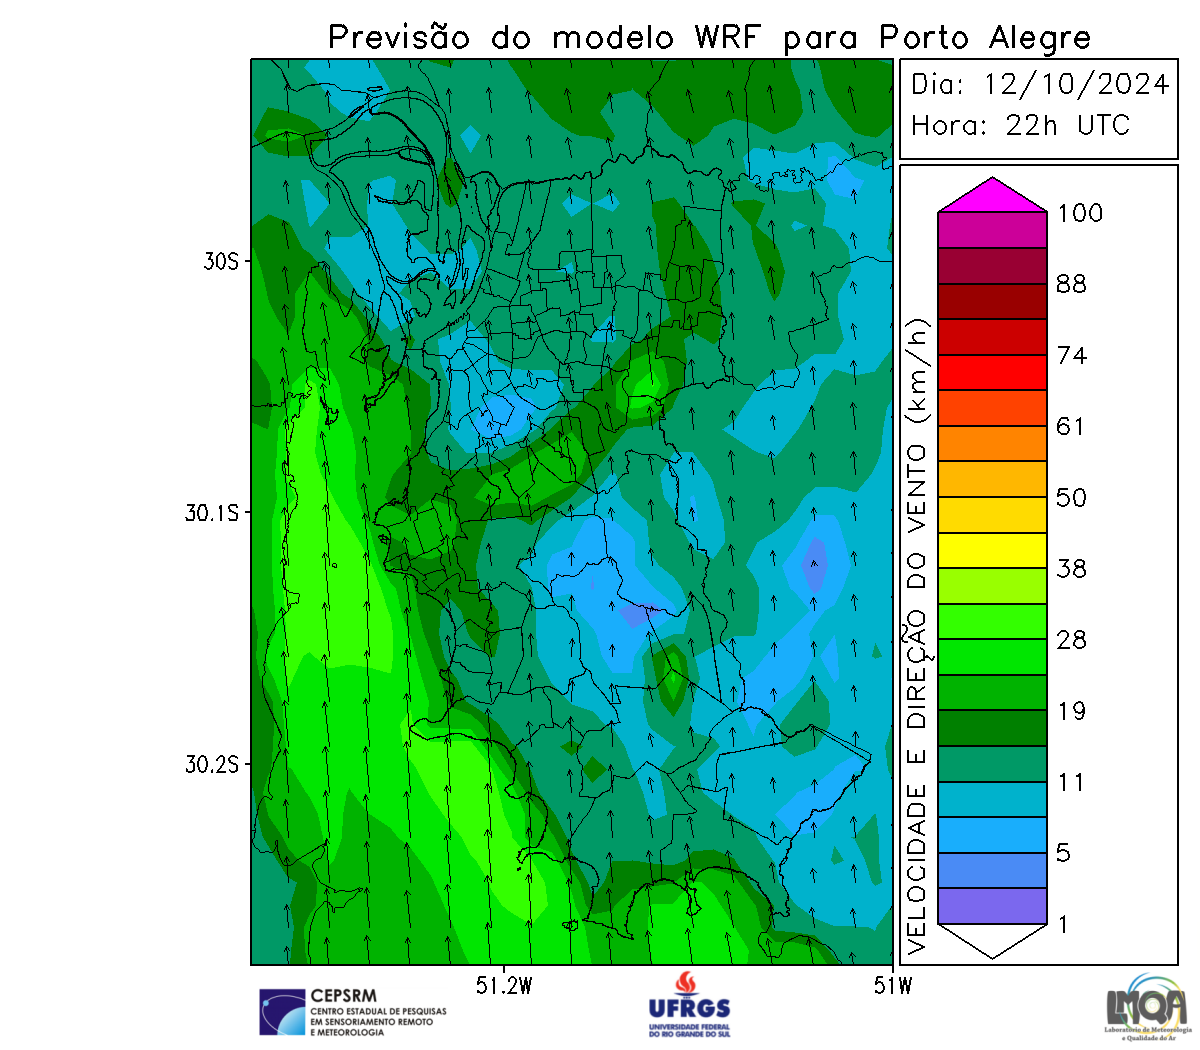 Previsão do modelo WRF para Porto Alegre
Dia: 12/10/2024
Hora: 22h UTC
30S
30.1S
30.2S
51.2W
51W
VELOCIDADE E DIREÇÃO DO VENTO (km/h)
100
88
74
61
50
38
28
19
11
5
1
CEPSRM
CENTRO ESTADUAL DE PESQUISAS
EM SENSORIAMENTO REMOTO
E METEOROLOGIA
UFRGS
UNIVERSIDADE FEDERAL
DO RIO GRANDE DO SUL
LMQA
Laboratório de Meteorologia
e Qualidade do Ar